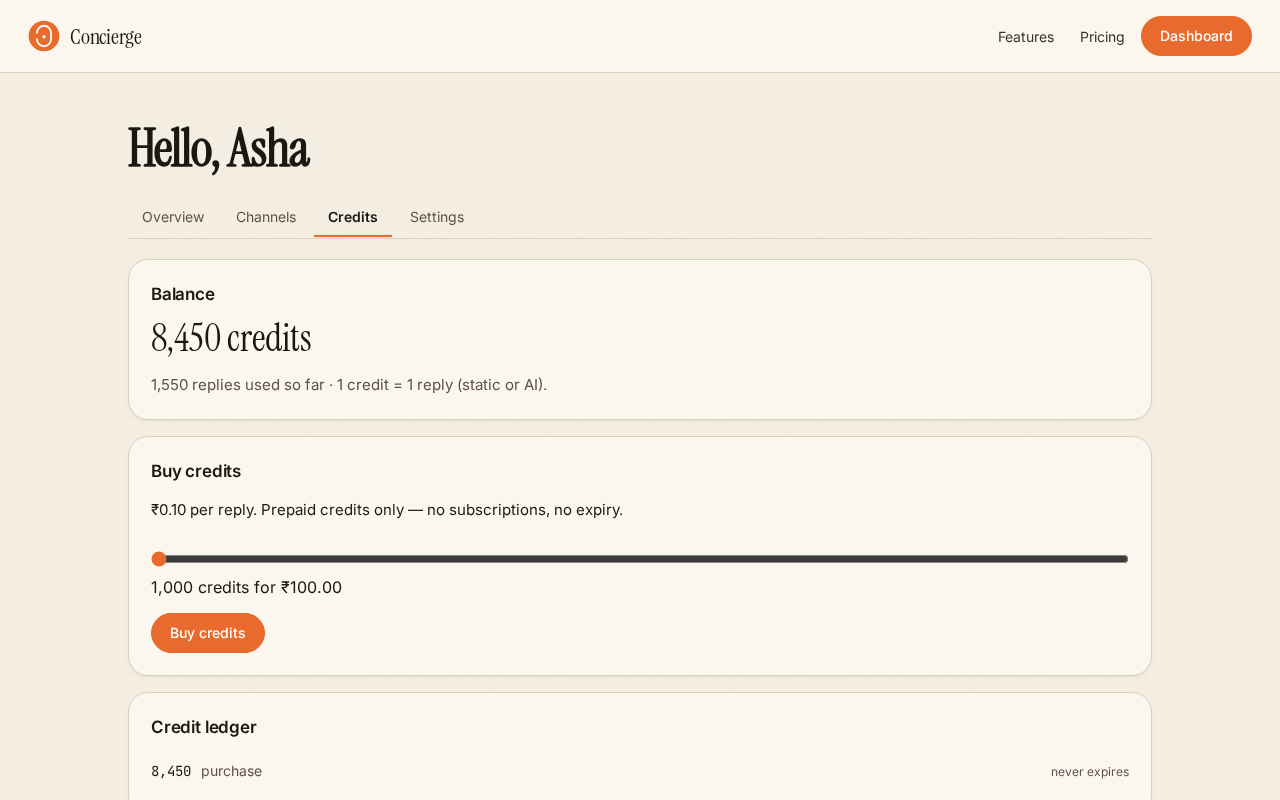 Concierge
Features
Pricing
Dashboard
Hello, Asha
Overview
Channels
Credits
Settings
Balance
8,450 credits
1,550 replies used so far · 1 credit = 1 reply (static or AI).
Buy credits
₹0.10 per reply. Prepaid credits only — no subscriptions, no expiry.
1,000 credits for ₹100.00
Buy credits
Credit ledger
8,450 purchase
never expires